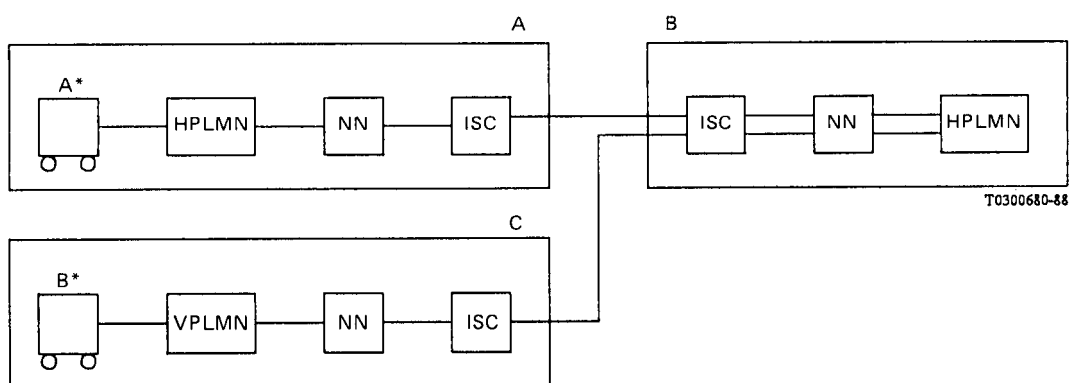 A B
A*
HPLMN NN ISC ISC NN HPLMN
T0300680-88
C
B*
VPLMN NN ISC